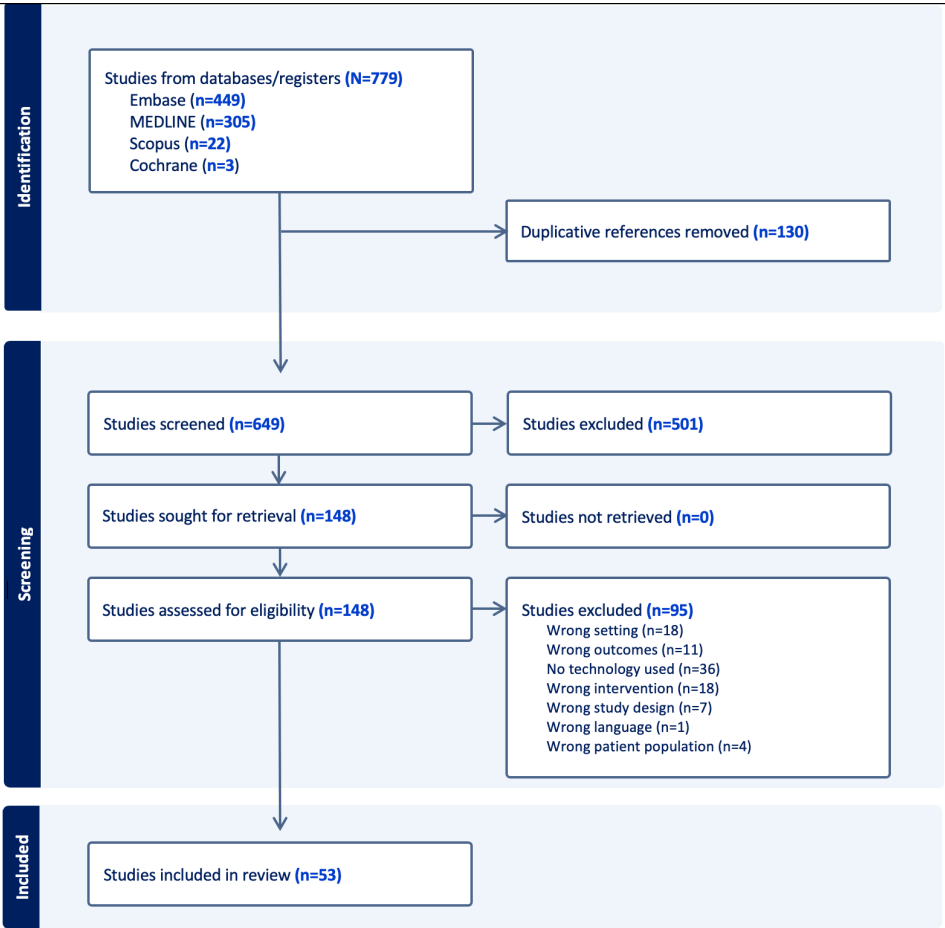 Identification
Studies from databases/registers (N=779)
Embase (n=449)
MEDLINE (n=305)
Scopus (n=22)
Cochrane (n=3)
Duplicative references removed (n=130)
Screening
Studies screened (n=649)
Studies excluded (n=501)
Studies sought for retrieval (n=148)
Studies not retrieved (n=0)
Studies assessed for eligibility (n=148)
Studies excluded (n=95)
Wrong setting (n=18)
Wrong outcomes (n=11)
No technology used (n=36)
Wrong intervention (n=18)
Wrong study design (n=7)
Wrong language (n=1)
Wrong patient population (n=4)
Included
Studies included in review (n=53)